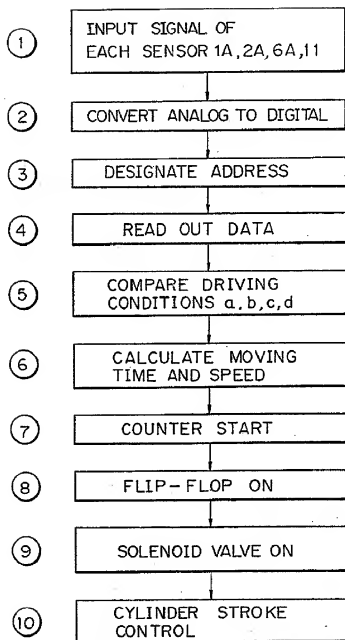 1 INPUT SIGNAL OF
EACH SENSOR 1A, 2A, 6A, 11
2 CONVERT ANALOG TO DIGITAL
3 DESIGNATE ADDRESS
4 READ OUT DATA
5 COMPARE DRIVING
CONDITIONS a, b, c, d
6 CALCULATE MOVING
TIME AND SPEED
7 COUNTER START
8 FLIP-FLOP ON
9 SOLENOID VALVE ON
10 CYLINDER STROKE
CONTROL